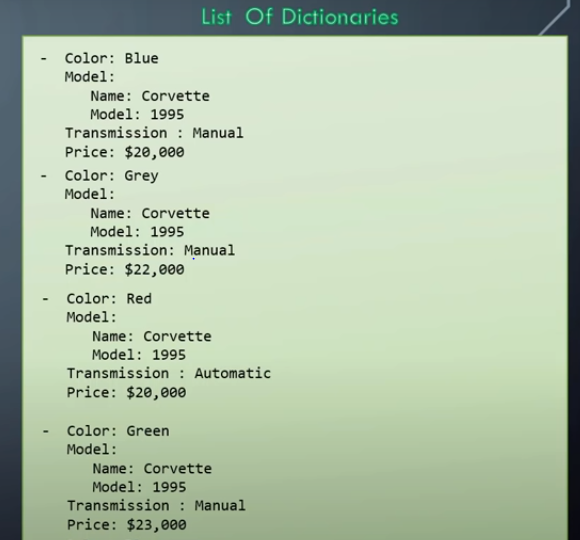 List Of Dictionaries
- Color: Blue
Model:
Name: Corvette
Model: 1995
Transmission : Manual
Price: $20,000
- Color: Grey
Model:
Name: Corvette
Model: 1995
Transmission: Manual
Price: $22,000
- Color: Red
Model:
Name: Corvette
Model: 1995
Transmission : Automatic
Price: $20,000
- Color: Green
Model:
Name: Corvette
Model: 1995
Transmission : Manual
Price: $23,000